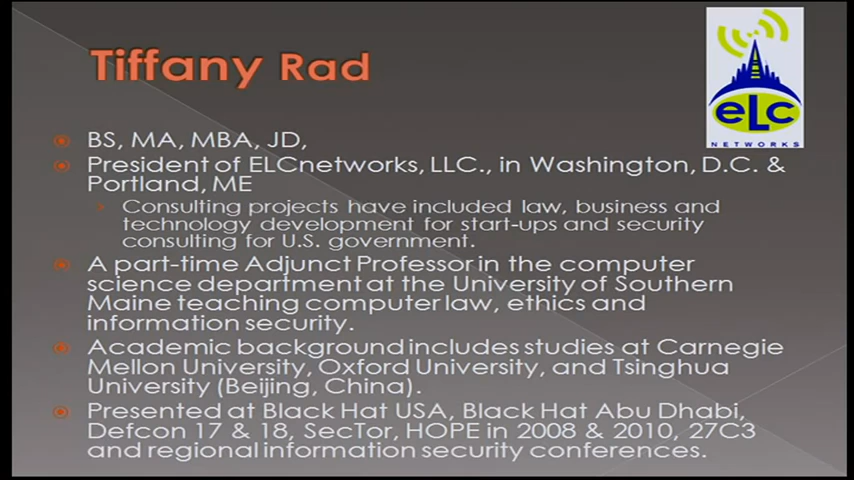 Tiffany Rad
eLc
NETWORKS
BS, MA, MBA, JD,
President of ELCnetworks, LLC., in Washington, D.C. &
Portland, ME
Consulting projects have included law, business and
technology development for start-ups and security
consulting for U.S. government.
A part-time Adjunct Professor in the computer
science department at the University of Southern
Maine teaching computer law, ethics and
information security.
Academic background includes studies at Carnegie
Mellon University, Oxford University, and Tsinghua
University (Beijing, China).
Presented at Black Hat USA, Black Hat Abu Dhabi,
Defcon 17 & 18, SecTor, HOPE in 2008 & 2010, 27C3
and regional information security conferences.